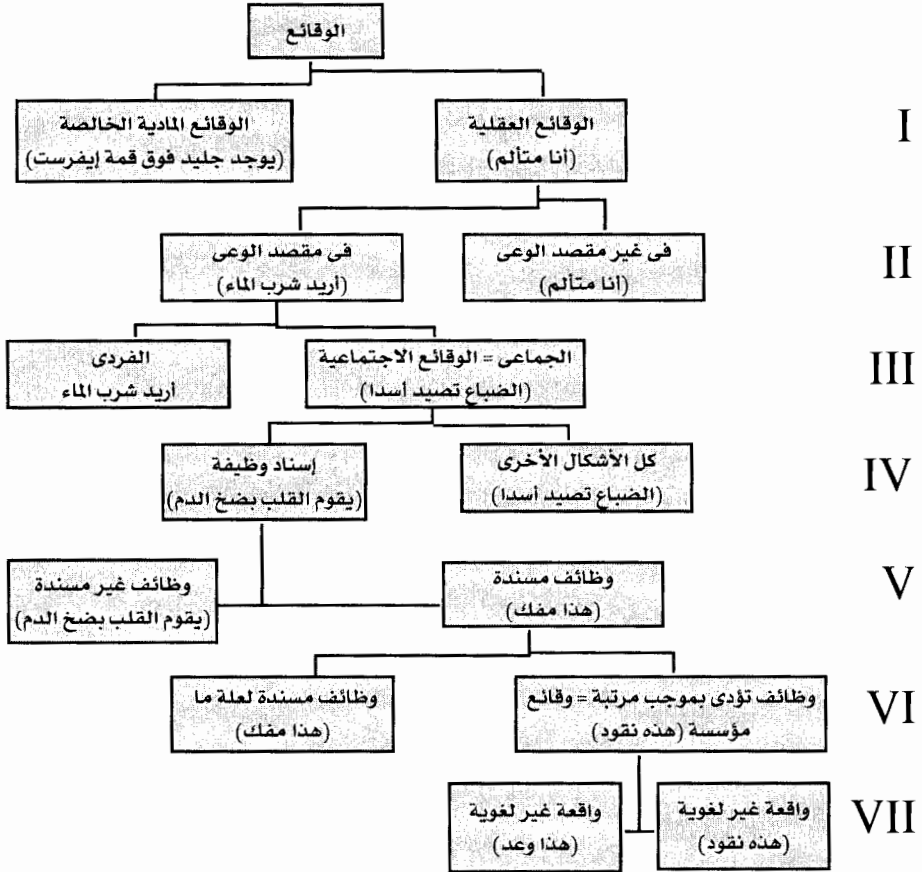 الوقائع
I
الوقائع العقلية
(أنا متألم)
الوقائع المادية الخالصة
(يوجد جليد فوق قمة إيفرست)
II
فى غير مقصد الوعى
(أنا متألم)
فى مقصد الوعى
(أريد شرب الماء)
III
الجماعى = الوقائع الاجتماعية
(الضباع تصيد أسدا)
الفردى
أريد شرب الماء
IV
كل الأشكال الأخرى
(الضباع تصيد أسدا)
إسناد وظيفة
(يقوم القلب بضخ الدم)
V
وظائف مسندة
(هذا مفك)
وظائف غير مسندة
(يقوم القلب بضخ الدم)
VI
وظائف تؤدى بموجب مرتبة = وقائع
مؤسسة (هذه نقود)
وظائف مسندة لعلة ما
(هذا مفك)
VII
واقعة غير لغوية
(هذه نقود)
واقعة غير لغوية
(هذا وعد)